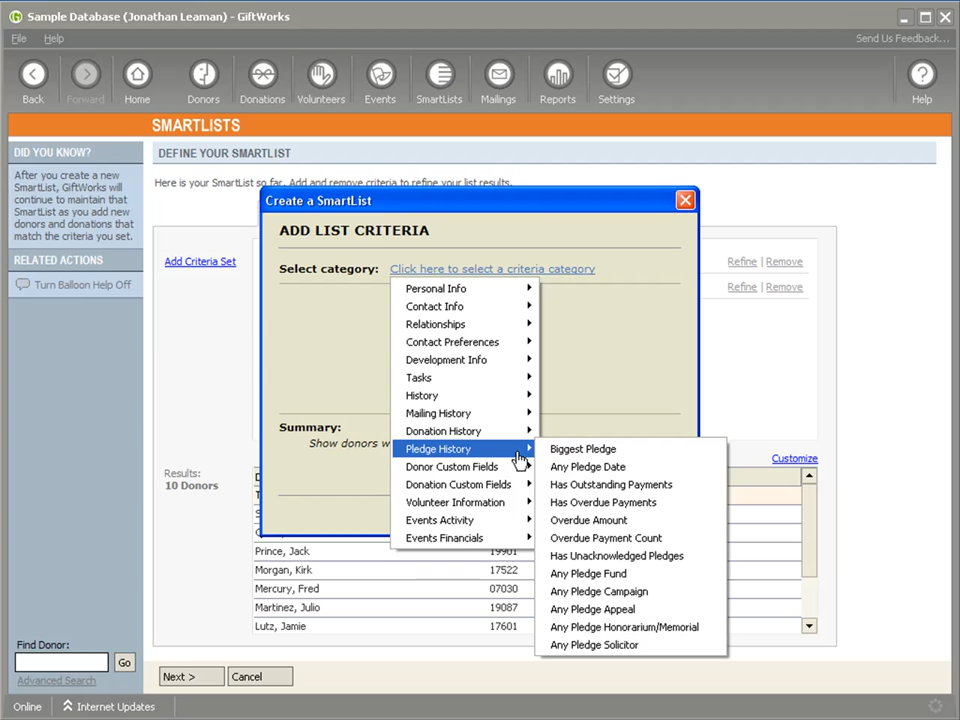 Sample Database (Jonathan Leaman) - GiftWorks
File Help Send Us Feedback...
Back Forward Home Donors Donations Volunteers Events SmartLists Mailings Reports Settings Help
SMARTLISTS
DID YOU KNOW?
After you create a new
SmartList, GiftWorks will
continue to maintain that
SmartList as you add new
donors and donations that
match the criteria you set.
RELATED ACTIONS
Turn Balloon Help Off
DEFINE YOUR SMARTLIST
Here is your SmartList so far. Add and remove criteria to refine your list results.
Add Criteria Set
Refine | Remove
Refine | Remove
Create a SmartList
ADD LIST CRITERIA
Select category: Click here to select a criteria category
Personal Info
Contact Info
Relationships
Contact Preferences
Development Info
Tasks
History
Mailing History
Donation History
Pledge History
Donor Custom Fields
Donation Custom Fields
Volunteer Information
Events Activity
Events Financials
Summary:
Show donors
Biggest Pledge
Any Pledge Date
Has Outstanding Payments
Has Overdue Payments
Overdue Amount
Overdue Payment Count
Has Unacknowledged Pledges
Any Pledge Fund
Any Pledge Campaign
Any Pledge Appeal
Any Pledge Honorarium/Memorial
Any Pledge Solicitor
Customize
Results:
10 Donors
Prince, Jack 19901
Morgan, Kirk 17522
Mercury, Fred 07030
Martinez, Julio 19087
Lutz, Jamie 17601
Find Donor:
Go
Advanced Search
Next > Cancel
Online Internet Updates